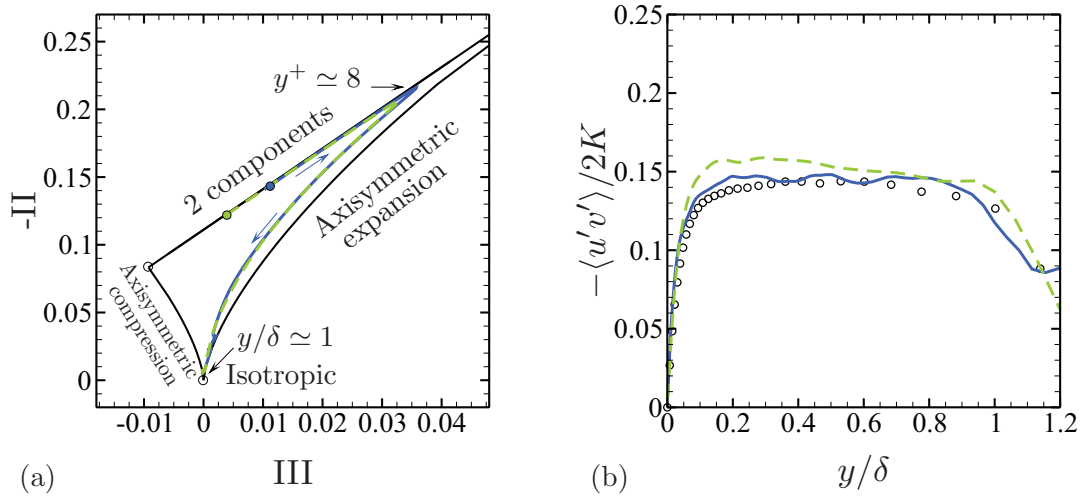 0.25
0.2
0.15
0.1
0.05
0
-II
-0.01
0
0.01
0.02
0.03
0.04
III
y⁺ ≃ 8
2 components
Axisymmetric
expansion
Axisymmetric
compression
y/δ ≃ 1
Isotropic
(a)
0.25
0.2
0.15
0.1
0.05
0
−⟨u′v′⟩/2K
0
0.2
0.4
0.6
0.8
1
1.2
y/δ
(b)